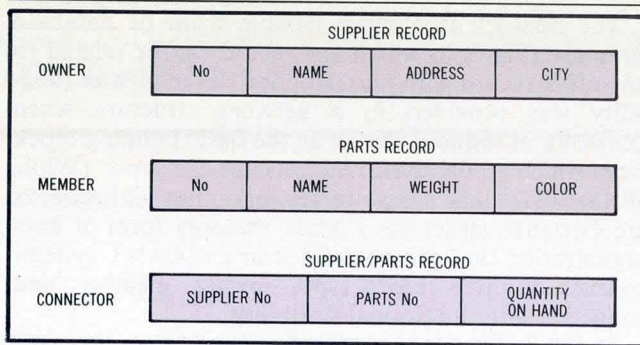 SUPPLIER RECORD
OWNER No NAME ADDRESS CITY
PARTS RECORD
MEMBER No NAME WEIGHT COLOR
SUPPLIER/PARTS RECORD
CONNECTOR SUPPLIER No PARTS No QUANTITY
ON HAND